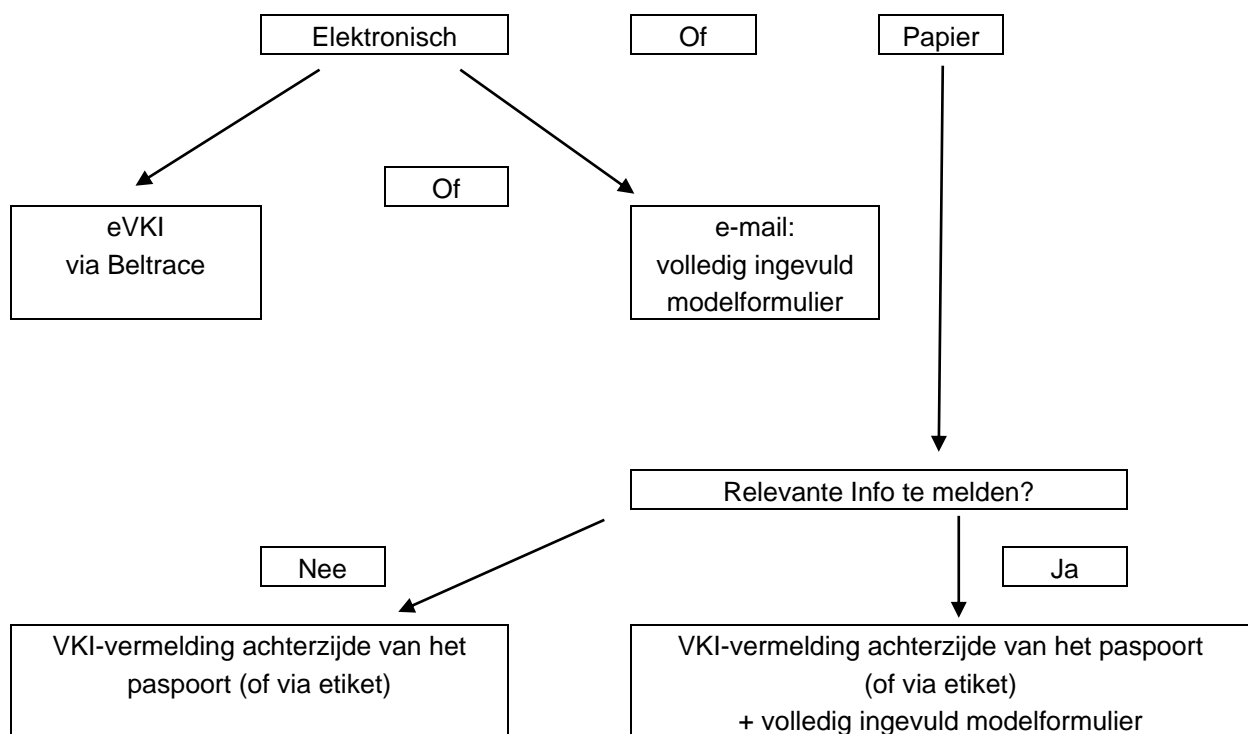 Elektronisch
Of
Papier
Of
eVKI
via Beltrace
e-mail:
volledig ingevuld
modelformulier
Relevante Info te melden?
Nee
Ja
VKI-vermelding achterzijde van het
paspoort (of via etiket)
VKI-vermelding achterzijde van het paspoort
(of via etiket)
+ volledig ingevuld modelformulier